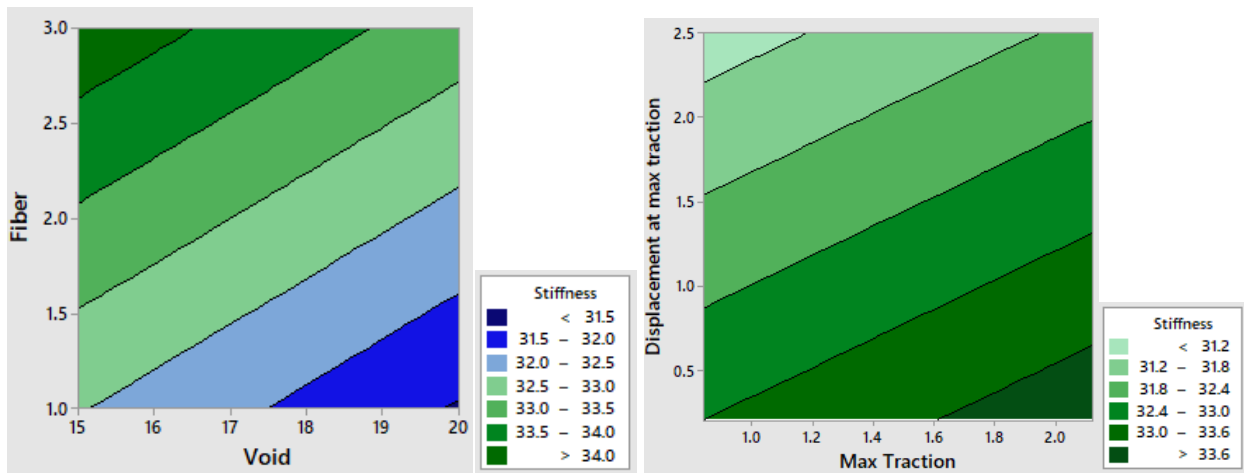 3.0
2.5
2.0
1.5
1.0
Fiber
15 16 17 18 19 20
Void
Stiffness
< 31.5
31.5 – 32.0
32.0 – 32.5
32.5 – 33.0
33.0 – 33.5
33.5 – 34.0
> 34.0
2.5
2.0
1.5
1.0
0.5
Displacement at max traction
1.0 1.2 1.4 1.6 1.8 2.0
Max Traction
Stiffness
< 31.2
31.2 – 31.8
31.8 – 32.4
32.4 – 33.0
33.0 – 33.6
> 33.6